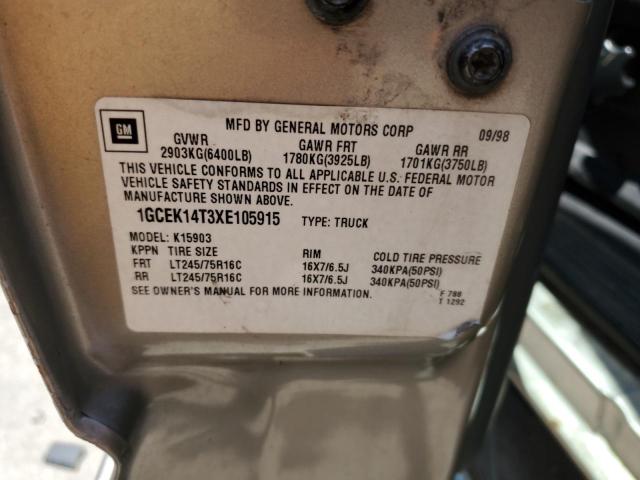 GM
MFD BY GENERAL MOTORS CORP 09/98
GVWR GAWR FRT GAWR RR
2903KG(6400LB) 1780KG(3925LB) 1701KG(3750LB)
THIS VEHICLE CONFORMS TO ALL APPLICABLE U.S. FEDERAL MOTOR
VEHICLE SAFETY STANDARDS IN EFFECT ON THE DATE OF
MANUFACTURE SHOWN ABOVE.
1GCEK14T3XE105915 TYPE: TRUCK
MODEL: K15903
KPPN TIRE SIZE RIM COLD TIRE PRESSURE
FRT LT245/75R16C 16X7/6.5J 340KPA(50PSI)
RR LT245/75R16C 16X7/6.5J 340KPA(50PSI)
SEE OWNER'S MANUAL FOR MORE INFORMATION.
F 788
T 1292